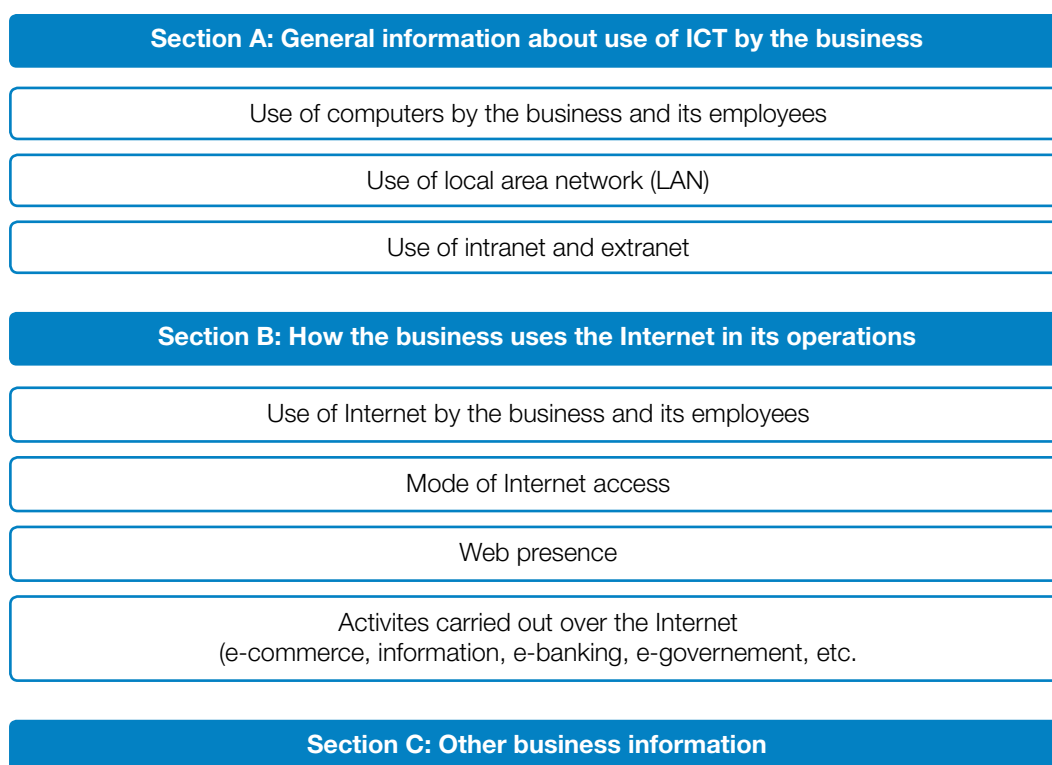 Section A: General information about use of ICT by the business
Use of computers by the business and its employees
Use of local area network (LAN)
Use of intranet and extranet
Section B: How the business uses the Internet in its operations
Use of Internet by the business and its employees
Mode of Internet access
Web presence
Activites carried out over the Internet
(e-commerce, information, e-banking, e-governement, etc.
Section C: Other business information